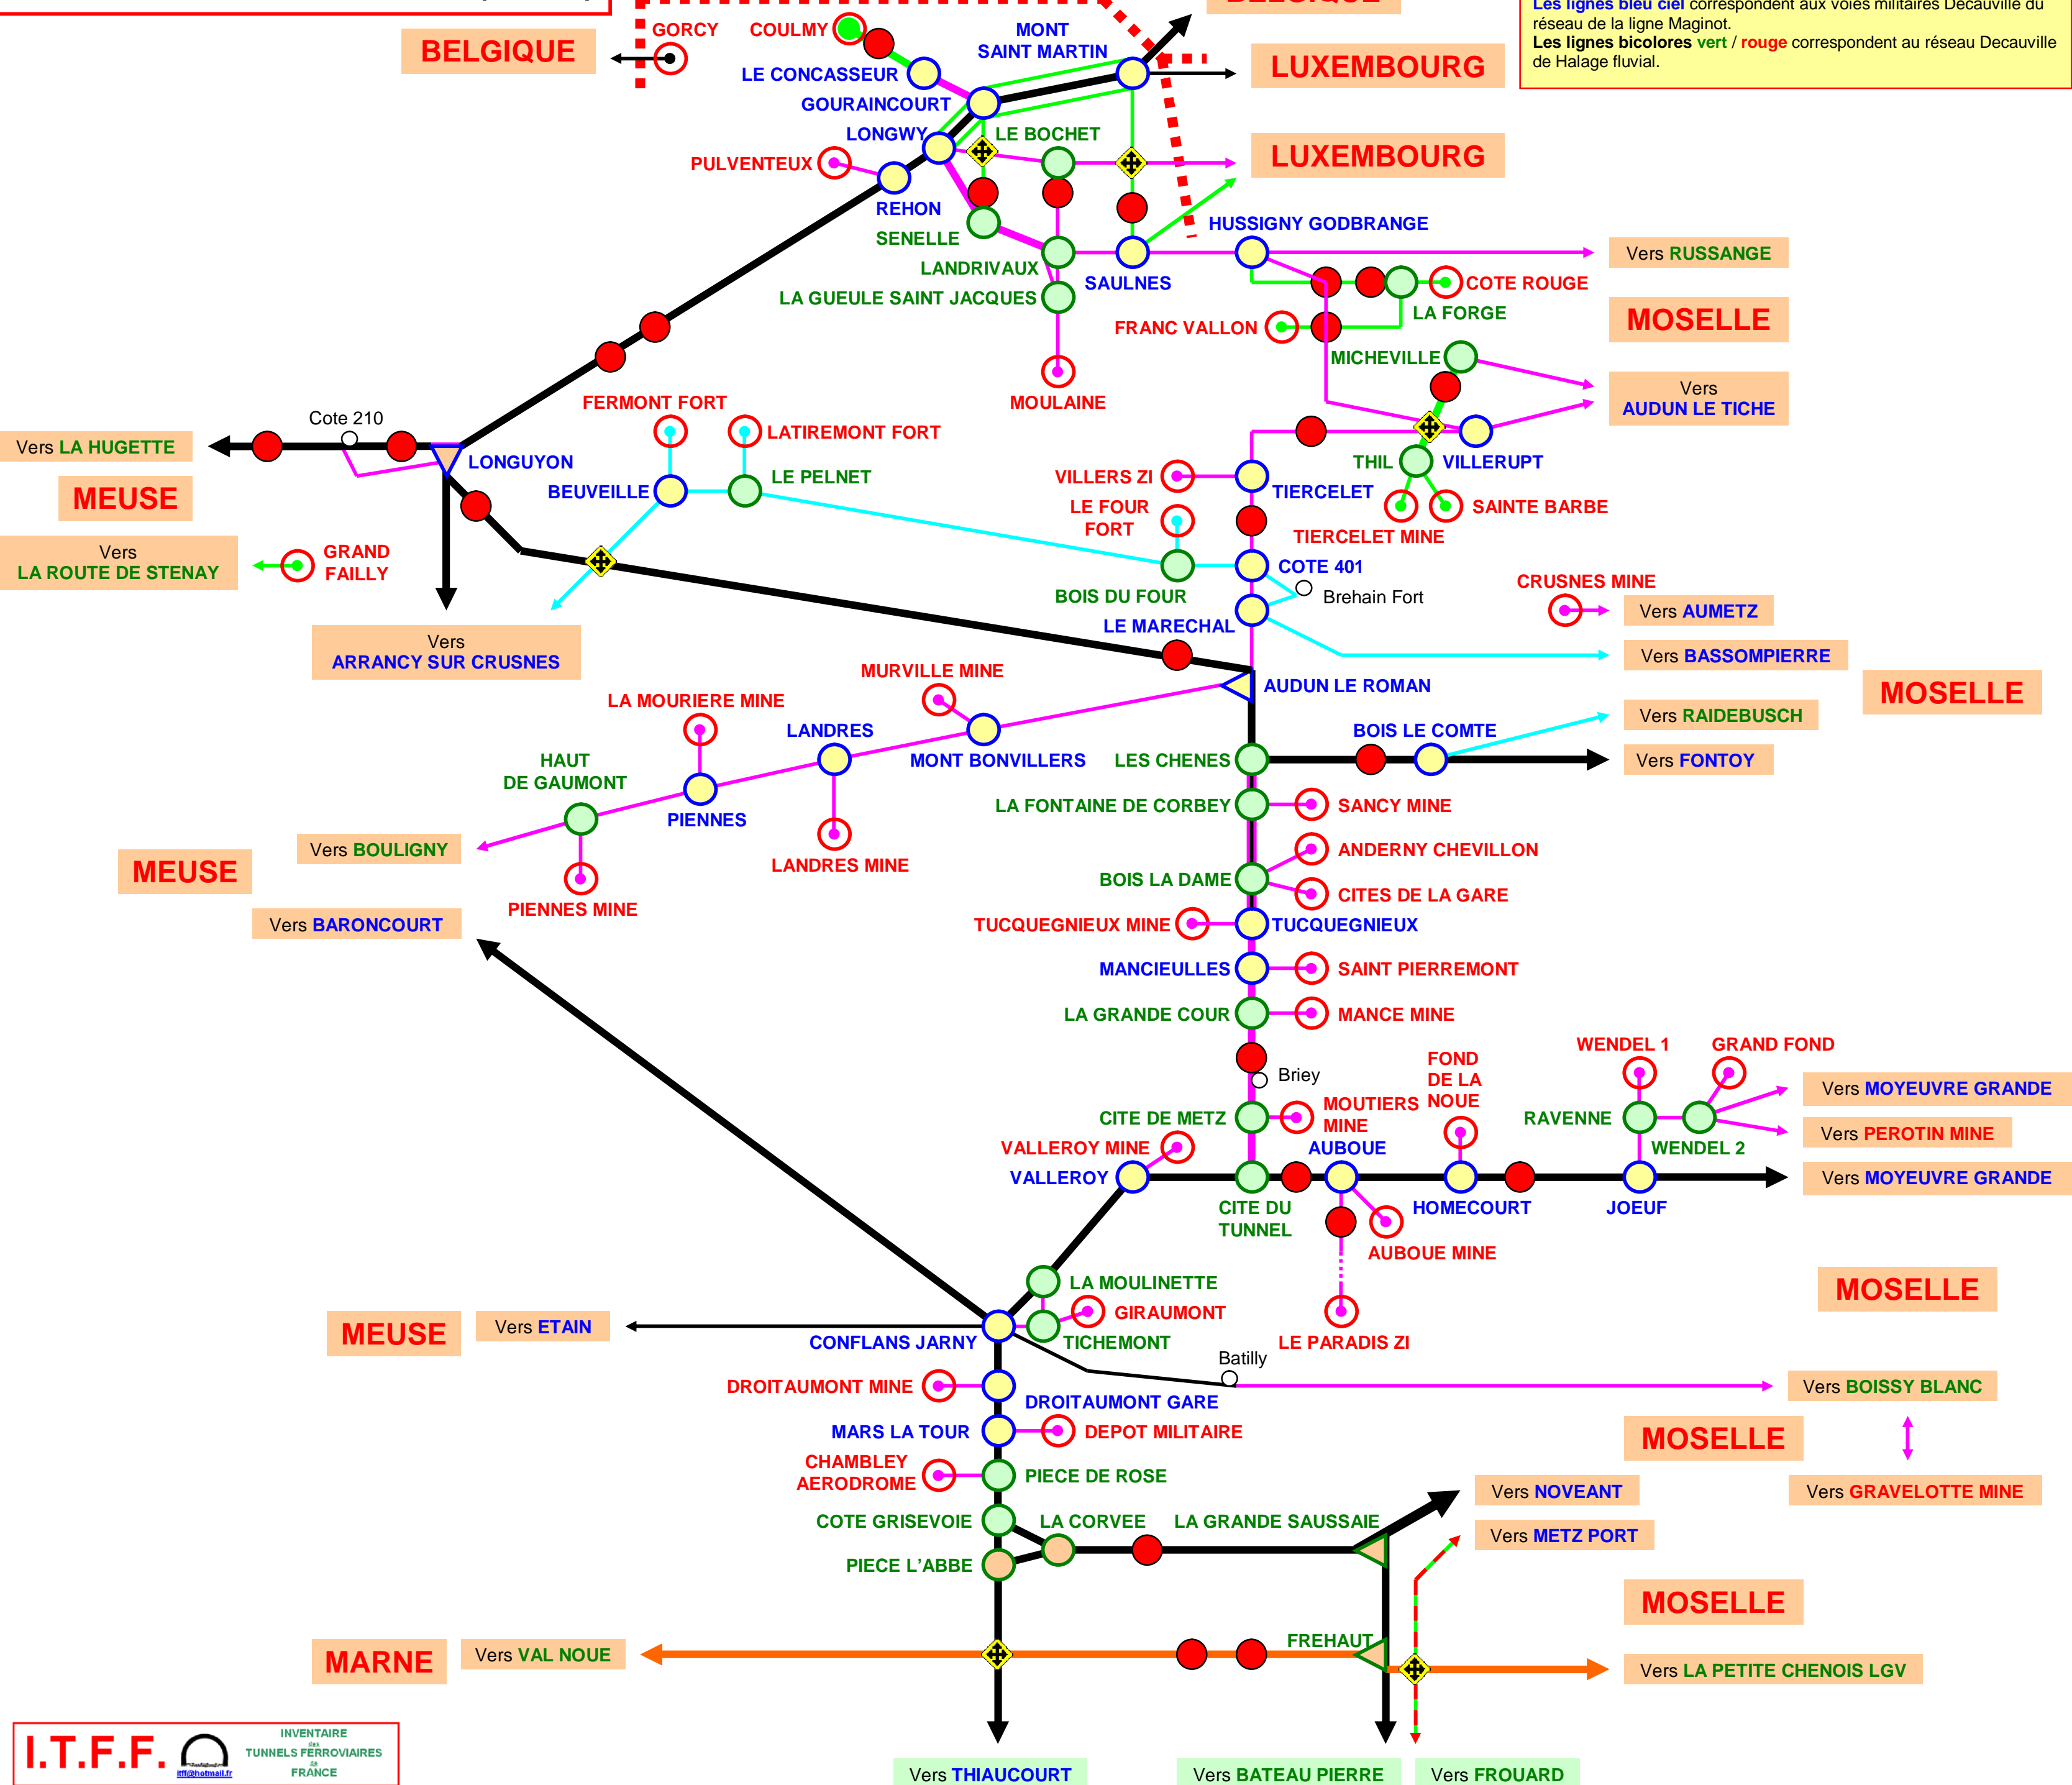 BELGIQUE
Les lignes bleu ciel correspondent aux voies militaires Decauville du
réseau de la ligne Maginot.
Les lignes bicolores vert / rouge correspondent au réseau Decauville
de Halage fluvial.
BELGIQUE
GORCY
COULMY
MONT
SAINT MARTIN
LE CONCASSEUR
LUXEMBOURG
GOURAINCOURT
LONGWY
LE BOCHET
PULVENTEUX
LUXEMBOURG
REHON
SENELLE
HUSSIGNY GODBRANGE
LANDRIVAUX
SAULNES
Vers RUSSANGE
LA GUEULE SAINT JACQUES
COTE ROUGE
LA FORGE
FRANC VALLON
MOSELLE
MICHEVILLE
MOULAINE
Vers
AUDUN LE TICHE
FERMONT FORT
LATIREMONT FORT
Cote 210
Vers LA HUGETTE
LONGUYON
THIL
VILLERUPT
MEUSE
BEUVEILLE
LE PELNET
VILLERS ZI
TIERCELET
LE FOUR
FORT
SAINTE BARBE
TIERCELET MINE
Vers
LA ROUTE DE STENAY
GRAND
FAILLY
COTE 401
BOIS DU FOUR
Brehain Fort
CRUSNES MINE
Vers AUMETZ
LE MARECHAL
Vers
ARRANCY SUR CRUSNES
Vers BASSOMPIERRE
MURVILLE MINE
AUDUN LE ROMAN
MOSELLE
LA MOURIERE MINE
LANDRES
Vers RAIDEBUSCH
BOIS LE COMTE
HAUT
DE GAUMONT
MONT BONVILLERS
LES CHENES
Vers FONTOY
PIENNES
LA FONTAINE DE CORBEY
SANCY MINE
Vers BOULIGNY
LANDRES MINE
ANDERNY CHEVILLON
MEUSE
BOIS LA DAME
CITES DE LA GARE
PIENNES MINE
Vers BARONCOURT
TUCQUEGNIEUX MINE
TUCQUEGNIEUX
MANCIEULLES
SAINT PIERREMONT
LA GRANDE COUR
MANCE MINE
Briey
FOND
DE LA
NOUE
WENDEL 1
GRAND FOND
Vers MOYEUVRE GRANDE
CITE DE METZ
MOUTIERS
MINE
RAVENNE
WENDEL 2
Vers PEROTIN MINE
VALLEROY MINE
AUBOUE
VALLEROY
Vers MOYEUVRE GRANDE
CITE DU
TUNNEL
HOMECOURT
JOEUF
AUBOUE MINE
LA MOULINETTE
MOSELLE
GIRAUMONT
MEUSE
Vers ETAIN
CONFLANS JARNY
TICHEMONT
LE PARADIS ZI
Batilly
DROITAUMONT MINE
DROITAUMONT GARE
Vers BOISSY BLANC
MARS LA TOUR
DEPOT MILITAIRE
MOSELLE
CHAMBLEY
AERODROME
PIECE DE ROSE
Vers NOVEANT
Vers GRAVELOTTE MINE
COTE GRISEVOIE
LA CORVEE
LA GRANDE SAUSSAIE
Vers METZ PORT
PIECE L'ABBE
MOSELLE
FREHAUT
MARNE
Vers VAL NOUE
Vers LA PETITE CHENOIS LGV
I.T.F.F.
itff@hotmail.fr
INVENTAIRE
des
TUNNELS FERROVIAIRES
de
FRANCE
Vers THIAUCOURT
Vers BATEAU PIERRE
Vers FROUARD